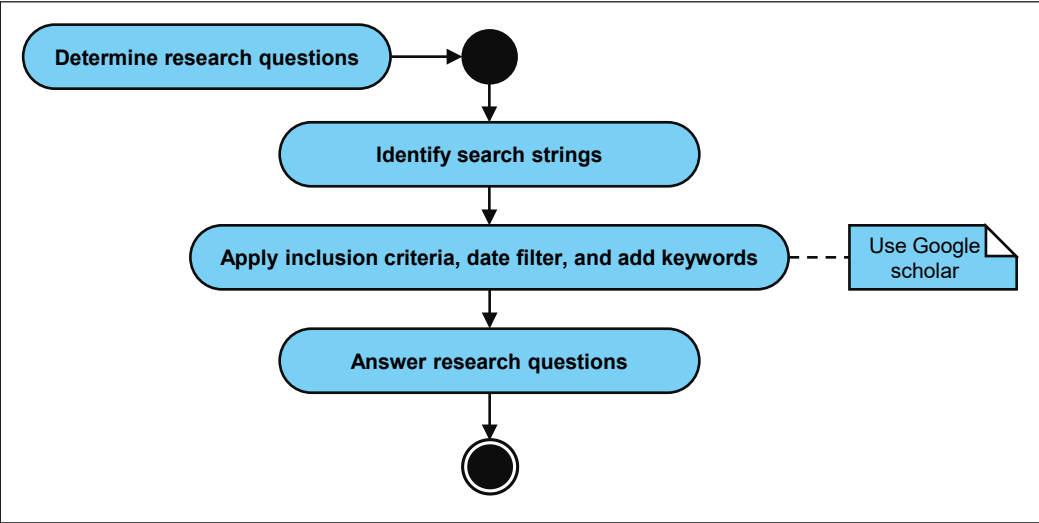 Determine research questions
Identify search strings
Apply inclusion criteria, date filter, and add keywords
Use Google
scholar
Answer research questions